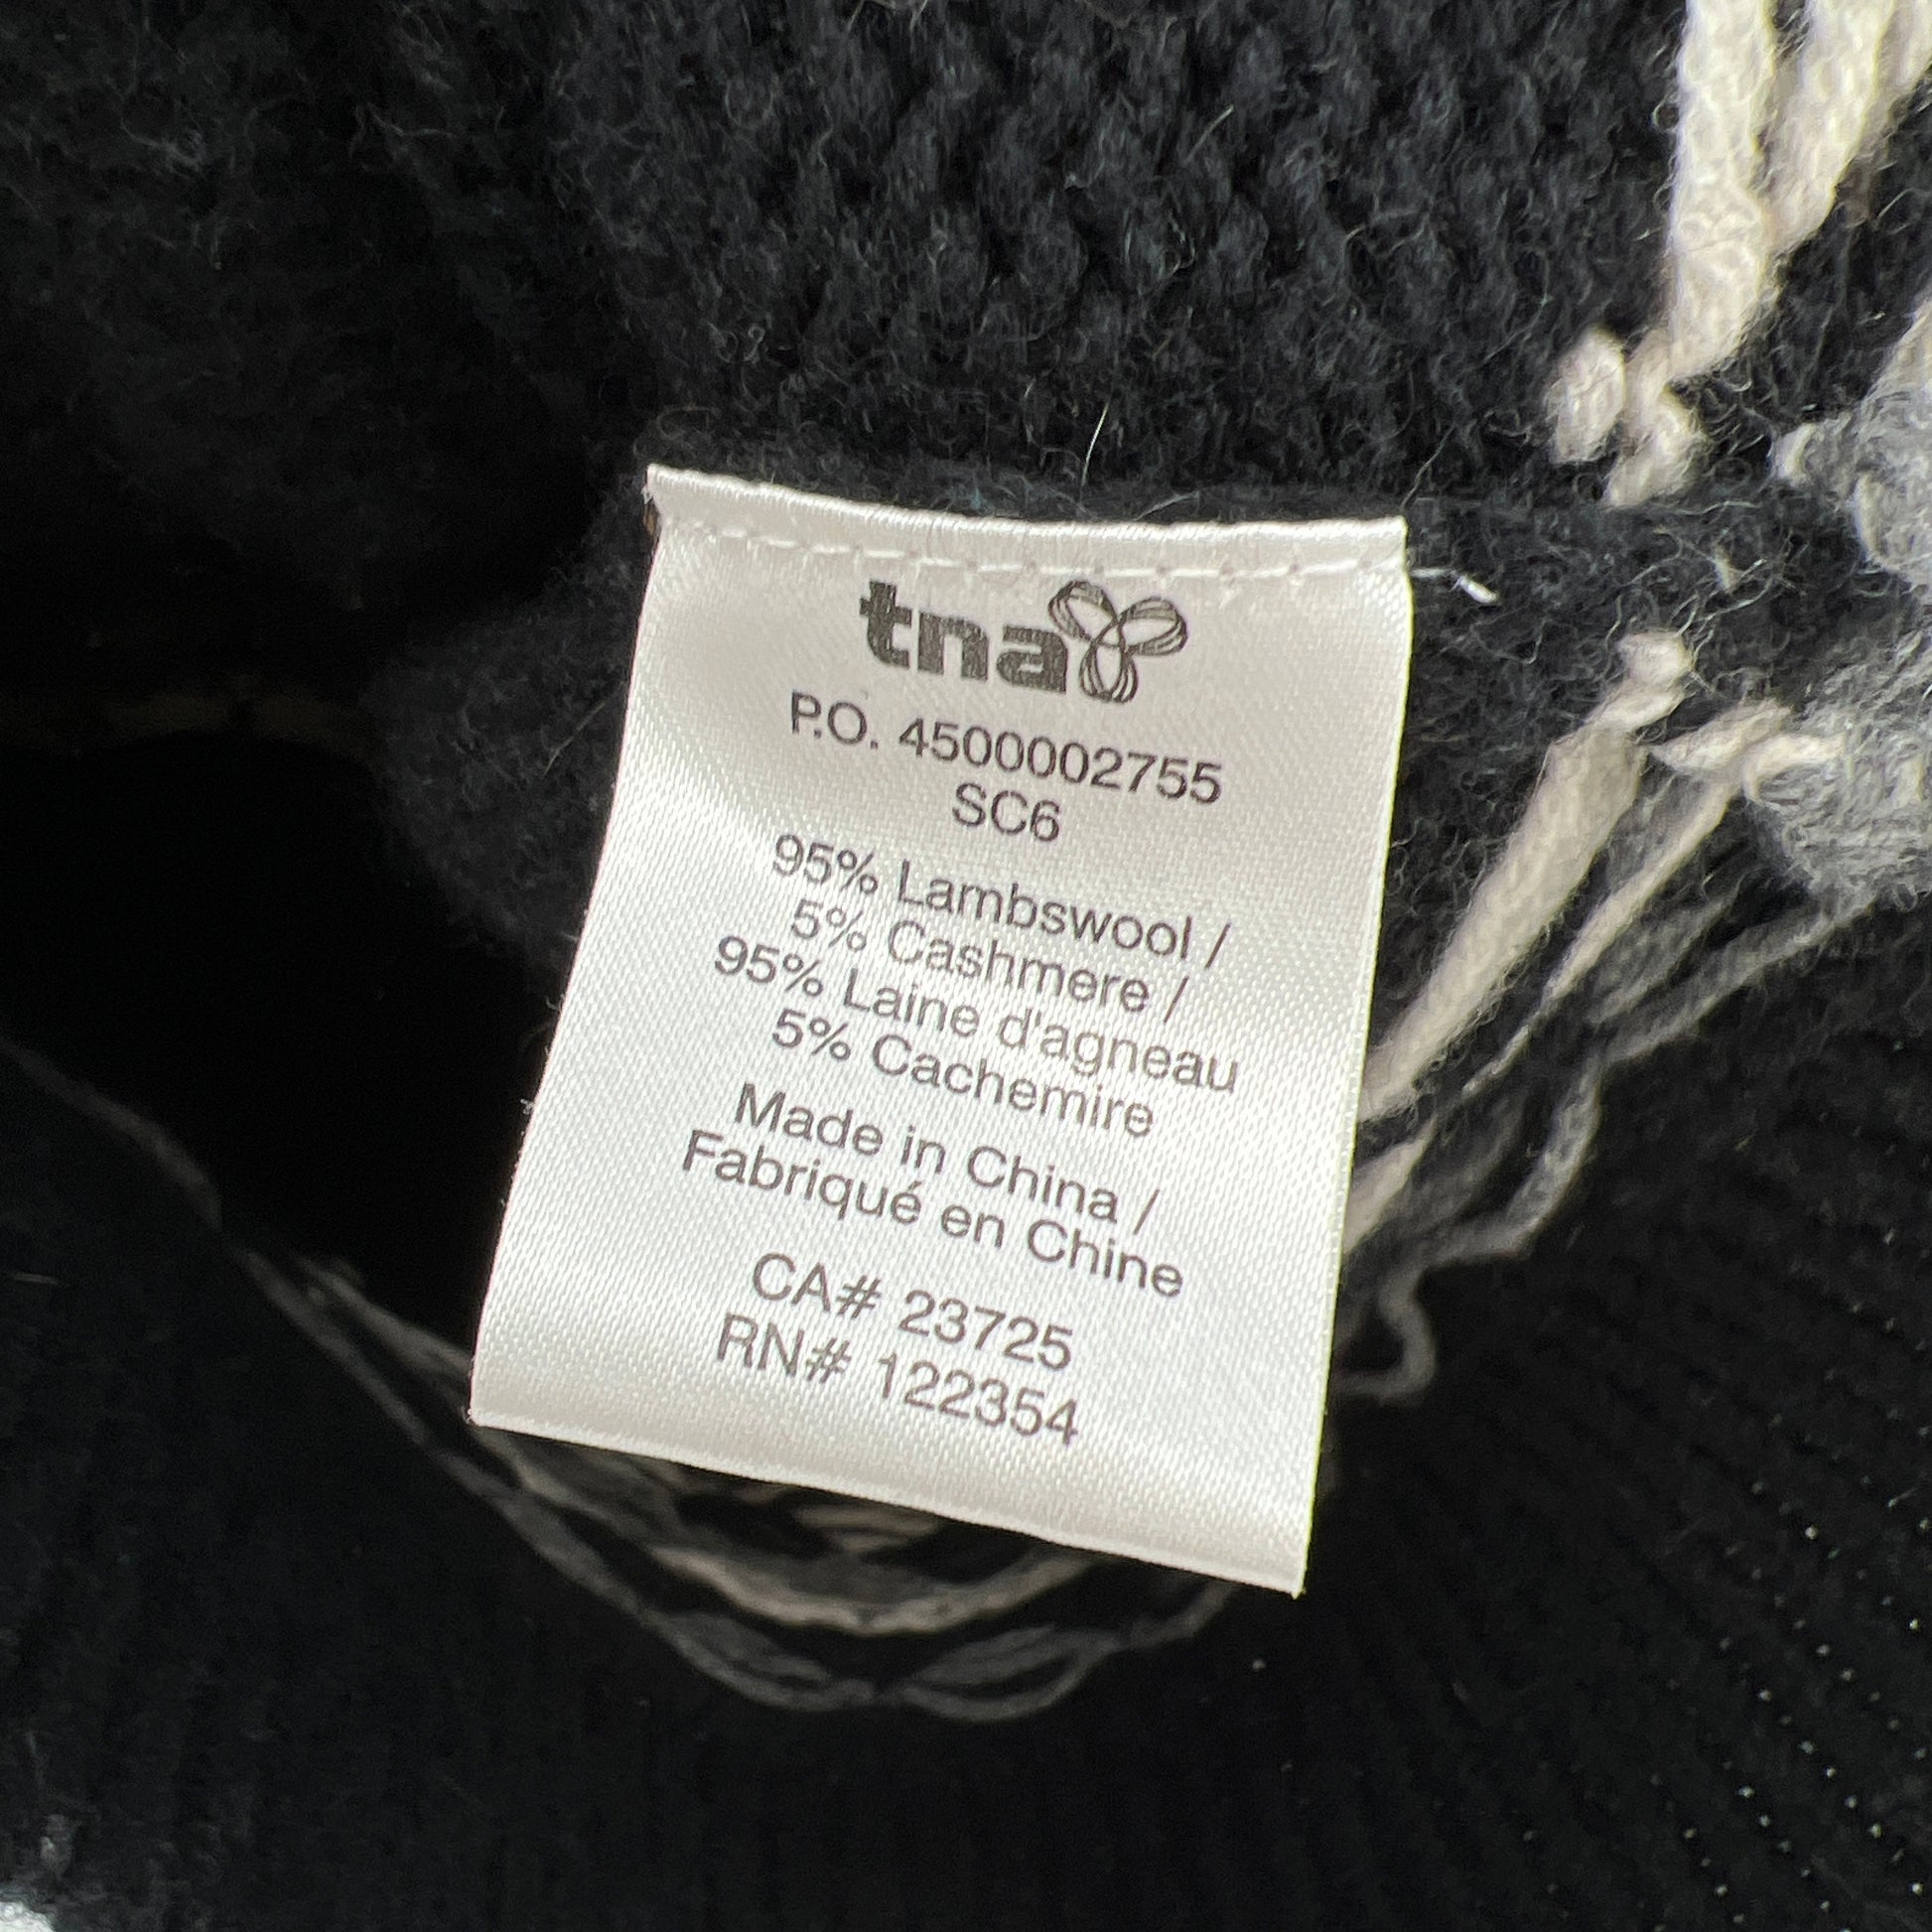 tna
P.O. 4500002755
SC6
95% Lambswool /
5% Cashmere /
95% Laine d'agneau
5% Cachemire
Made in China /
Fabriqué en Chine
CA# 23725
RN# 122354